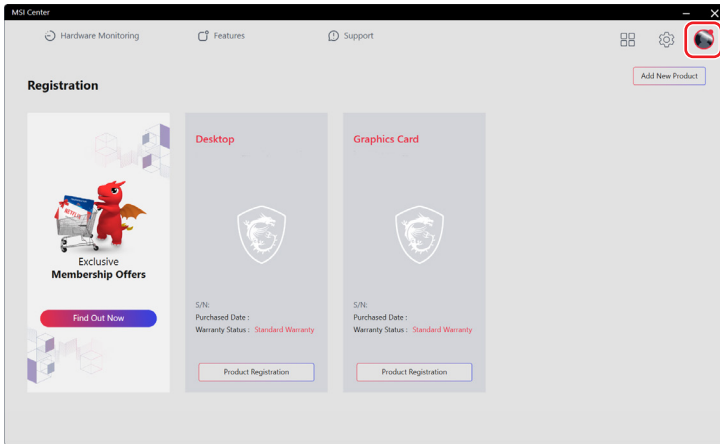 MSI Center
Hardware Monitoring
Features
Support
Registration
Add New Product
Desktop
Graphics Card
NETFLIX
Exclusive
Membership Offers
Find Out Now
S/N:
Purchased Date :
Warranty Status : Standard Warranty
Product Registration
S/N:
Purchased Date :
Warranty Status : Standard Warranty
Product Registration